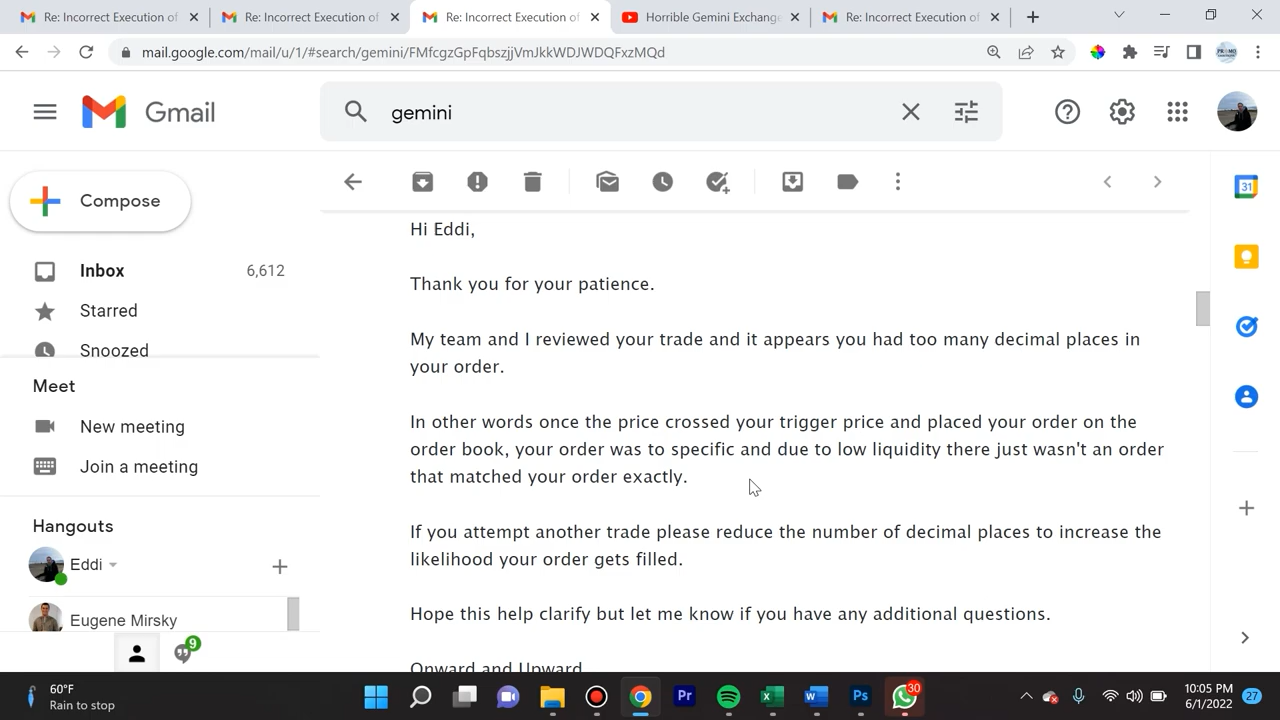 Re: Incorrect Execution of
Re: Incorrect Execution of
Re: Incorrect Execution of
Horrible Gemini Exchange
Re: Incorrect Execution of
mail.google.com/mail/u/1/#search/gemini/FMfcgzGpFqbszjjVmJkkWDJWDQFxzMQd
Gmail
gemini
Compose
31
Inbox 6,612
Starred
Snoozed
Meet
New meeting
Join a meeting
Hangouts
Eddi
Eugene Mirsky
9
Hi Eddi,
Thank you for your patience.
My team and I reviewed your trade and it appears you had too many decimal places in
your order.
In other words once the price crossed your trigger price and placed your order on the
order book, your order was to specific and due to low liquidity there just wasn't an order
that matched your order exactly.
If you attempt another trade please reduce the number of decimal places to increase the
likelihood your order gets filled.
Hope this help clarify but let me know if you have any additional questions.
Onward and Upward
60°F
Rain to stop
Pr
Ps
30
10:05 PM
6/1/2022
27